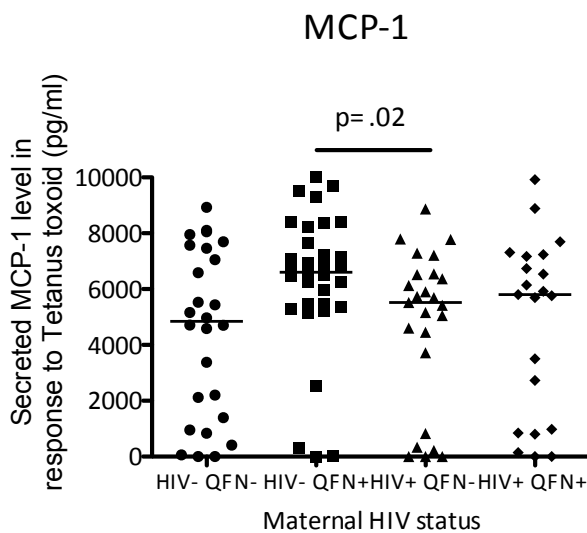 MCP-1
p= .02
Secreted MCP-1 level in
response to Tetanus toxoid (pg/ml)
10000
8000
6000
4000
2000
0
HIV- QFN- HIV- QFN+ HIV+ QFN- HIV+ QFN+
Maternal HIV status